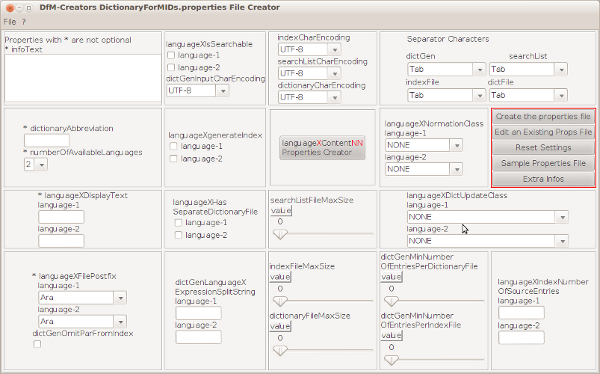 DfM-Creators DictionaryForMIDs.properties File Creator
File ?
Properties with * are not optional
* infoText
languageXIsSearchable
language-1
language-2
dictGenInputCharEncoding
UTF-8
indexCharEncoding
UTF-8
searchListCharEncoding
UTF-8
dictionaryCharEncoding
UTF-8
Separator Characters
dictGen searchList
Tab Tab
indexFile dictFile
Tab Tab
* dictionaryAbbreviation
* numberOfAvailableLanguages
2
languageXgenerateIndex
language-1
language-2
languageXContentNN
Properties Creator
languageXNormationClass
language-1
NONE
language-2
NONE
Create the properties file
Edit an Existing Props File
Reset Settings
Sample Properties File
Extra Infos
* languageXDisplayText
language-1
language-2
languageXHas
SeparateDictionaryFile
language-1
language-2
searchListFileMaxSize
value
0
languageXDictUpdateClass
language-1
NONE
language-2
NONE
* languageXFilePostfix
language-1
Ara
language-2
Ara
dictGenOmitParFromIndex
dictGenLanguageX
ExpressionSplitString
language-1
language-2
indexFileMaxSize
value
0
dictionaryFileMaxSize
value
0
dictGenMinNumber
OfEntriesPerDictionaryFile
value
0
dictGenMinNumber
OfEntriesPerIndexFile
value
0
languageXIndexNumber
OfSourceEntries
language-1
language-2